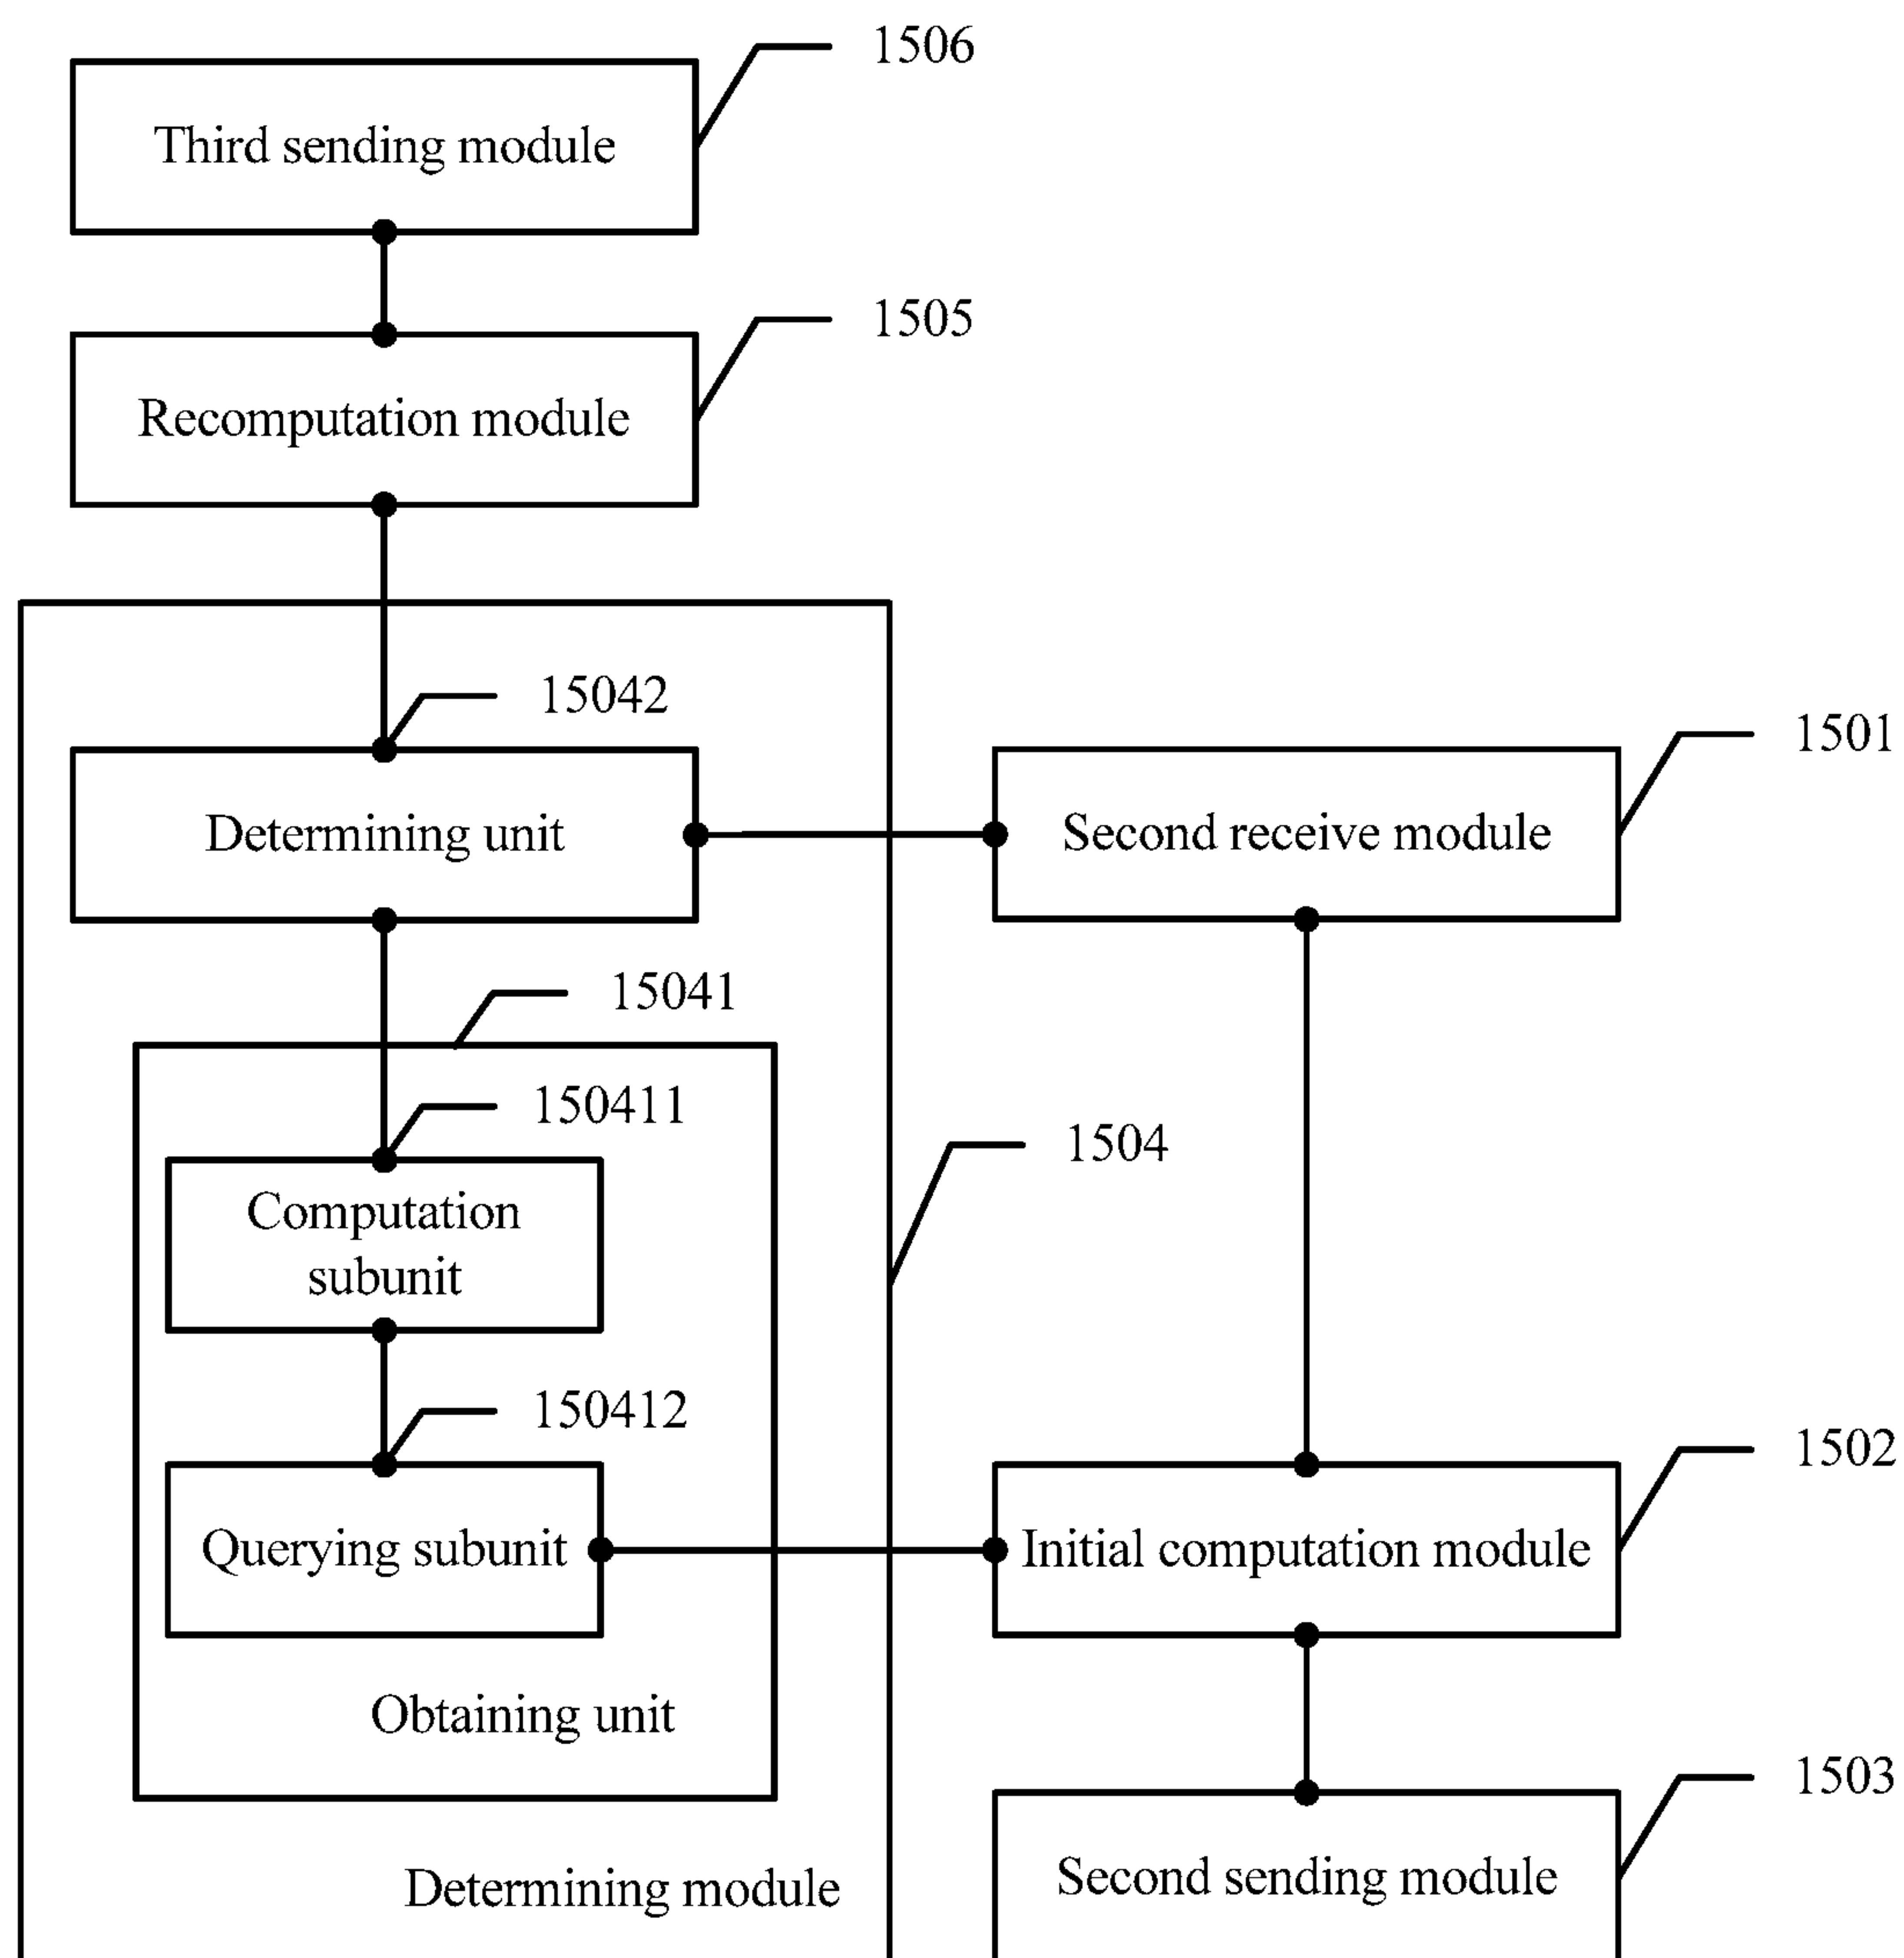 1506
Third sending module
1505
Recomputation module
15042
1501
Determining unit
Second receive module
15041
150411
1504
Computation
subunit
150412
1502
Querying subunit
Initial computation module
Obtaining unit
1503
Determining module
Second sending module